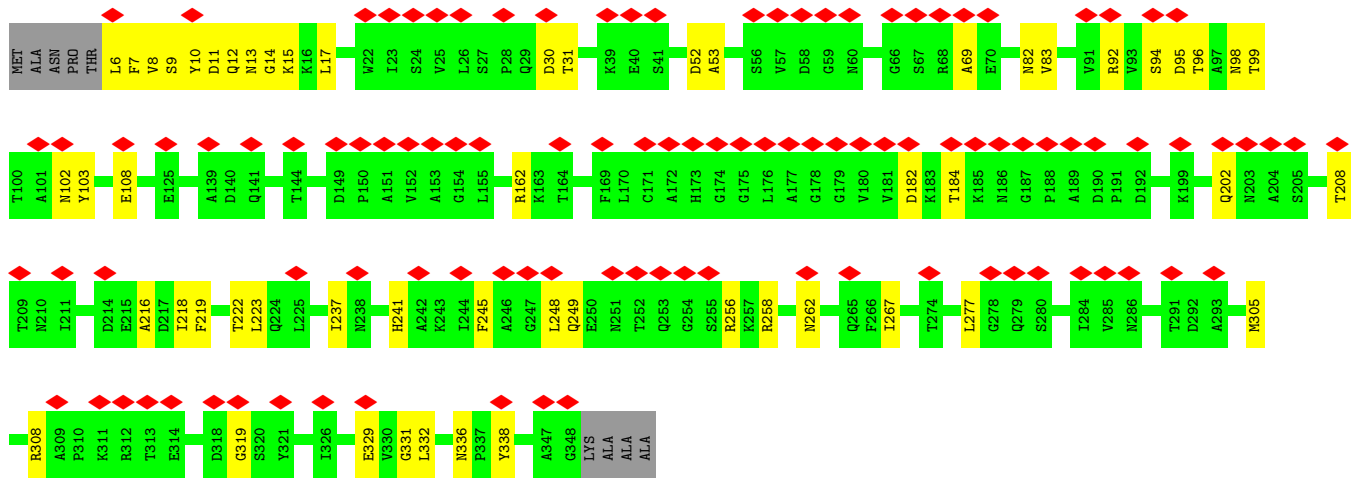 MET ALA ASN PRO THR L6 F7 V8 S9 Y10 D11 Q12 N13 G14 K15 K16 L17 W22 I23 S24 V25 L26 S27 P28 Q29 D30 T31 K39 E40 S41 D52 A53 S56 V57 D58 G59 N60 G66 S67 R68 A69 E70 N82 V83 V91 R92 V93 S94 D95 T96 A97 N98 T99
T100 A101 N102 Y103 E108 E125 A139 D140 Q141 T144 D149 P150 A151 V152 A153 G154 L155 R162 K163 T164 F169 L170 C171 A172 H173 G174 G175 L176 A177 G178 G179 V180 V181 D182 K183 T184 K185 N186 G187 P188 A189 D190 P191 D192 K199 Q202 N203 A204 S205 T208
T209 N210 I211 D214 E215 A216 D217 I218 F219 T222 L223 Q224 L225 I237 N238 H241 A242 K243 I244 F245 A246 G247 L248 Q249 E250 N251 T252 Q253 G254 S255 R256 K257 R258 N262 Q265 F266 I267 T274 L277 G278 Q279 S280 I284 V285 N286 T291 D292 A293 M305
R308 A309 P310 K311 R312 T313 E314 D318 G319 S320 Y321 I326 E329 V330 G331 L332 N336 P337 Y338 A347 G348 LYS ALA ALA ALA